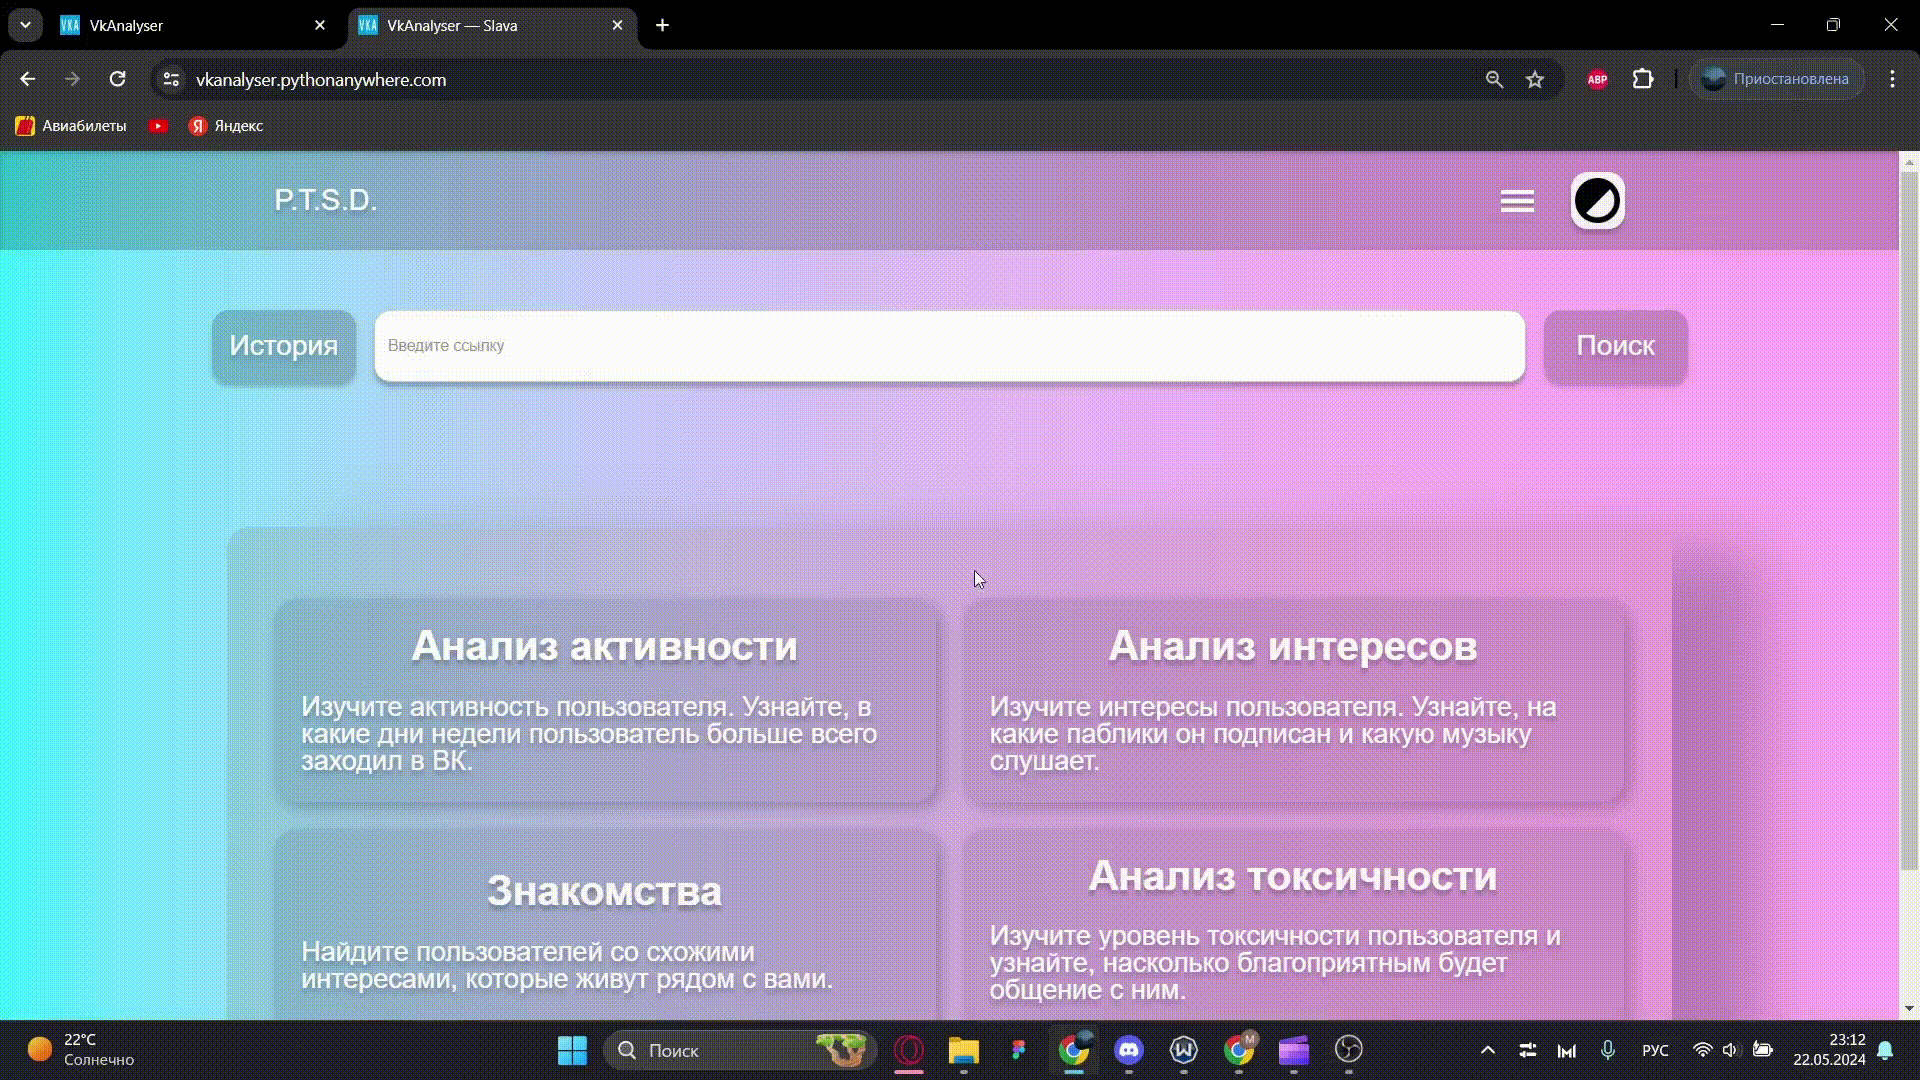 VKA VkAnalyser
VKA VkAnalyser — Slava
vkanalyser.pythonanywhere.com
ABP
Приостановлена
Авиабилеты
Я Яндекс
P.T.S.D.
История
Введите ссылку
Поиск
Анализ активности
Изучите активность пользователя. Узнайте, в
какие дни недели пользователь больше всего
заходил в ВК.
Анализ интересов
Изучите интересы пользователя. Узнайте, на
какие паблики он подписан и какую музыку
слушает.
Знакомства
Найдите пользователей со схожими
интересами, которые живут рядом с вами.
Анализ токсичности
Изучите уровень токсичности пользователя и
узнайте, насколько благоприятным будет
общение с ним.
22°C
Солнечно
Поиск
M
РУС
23:12
22.05.2024